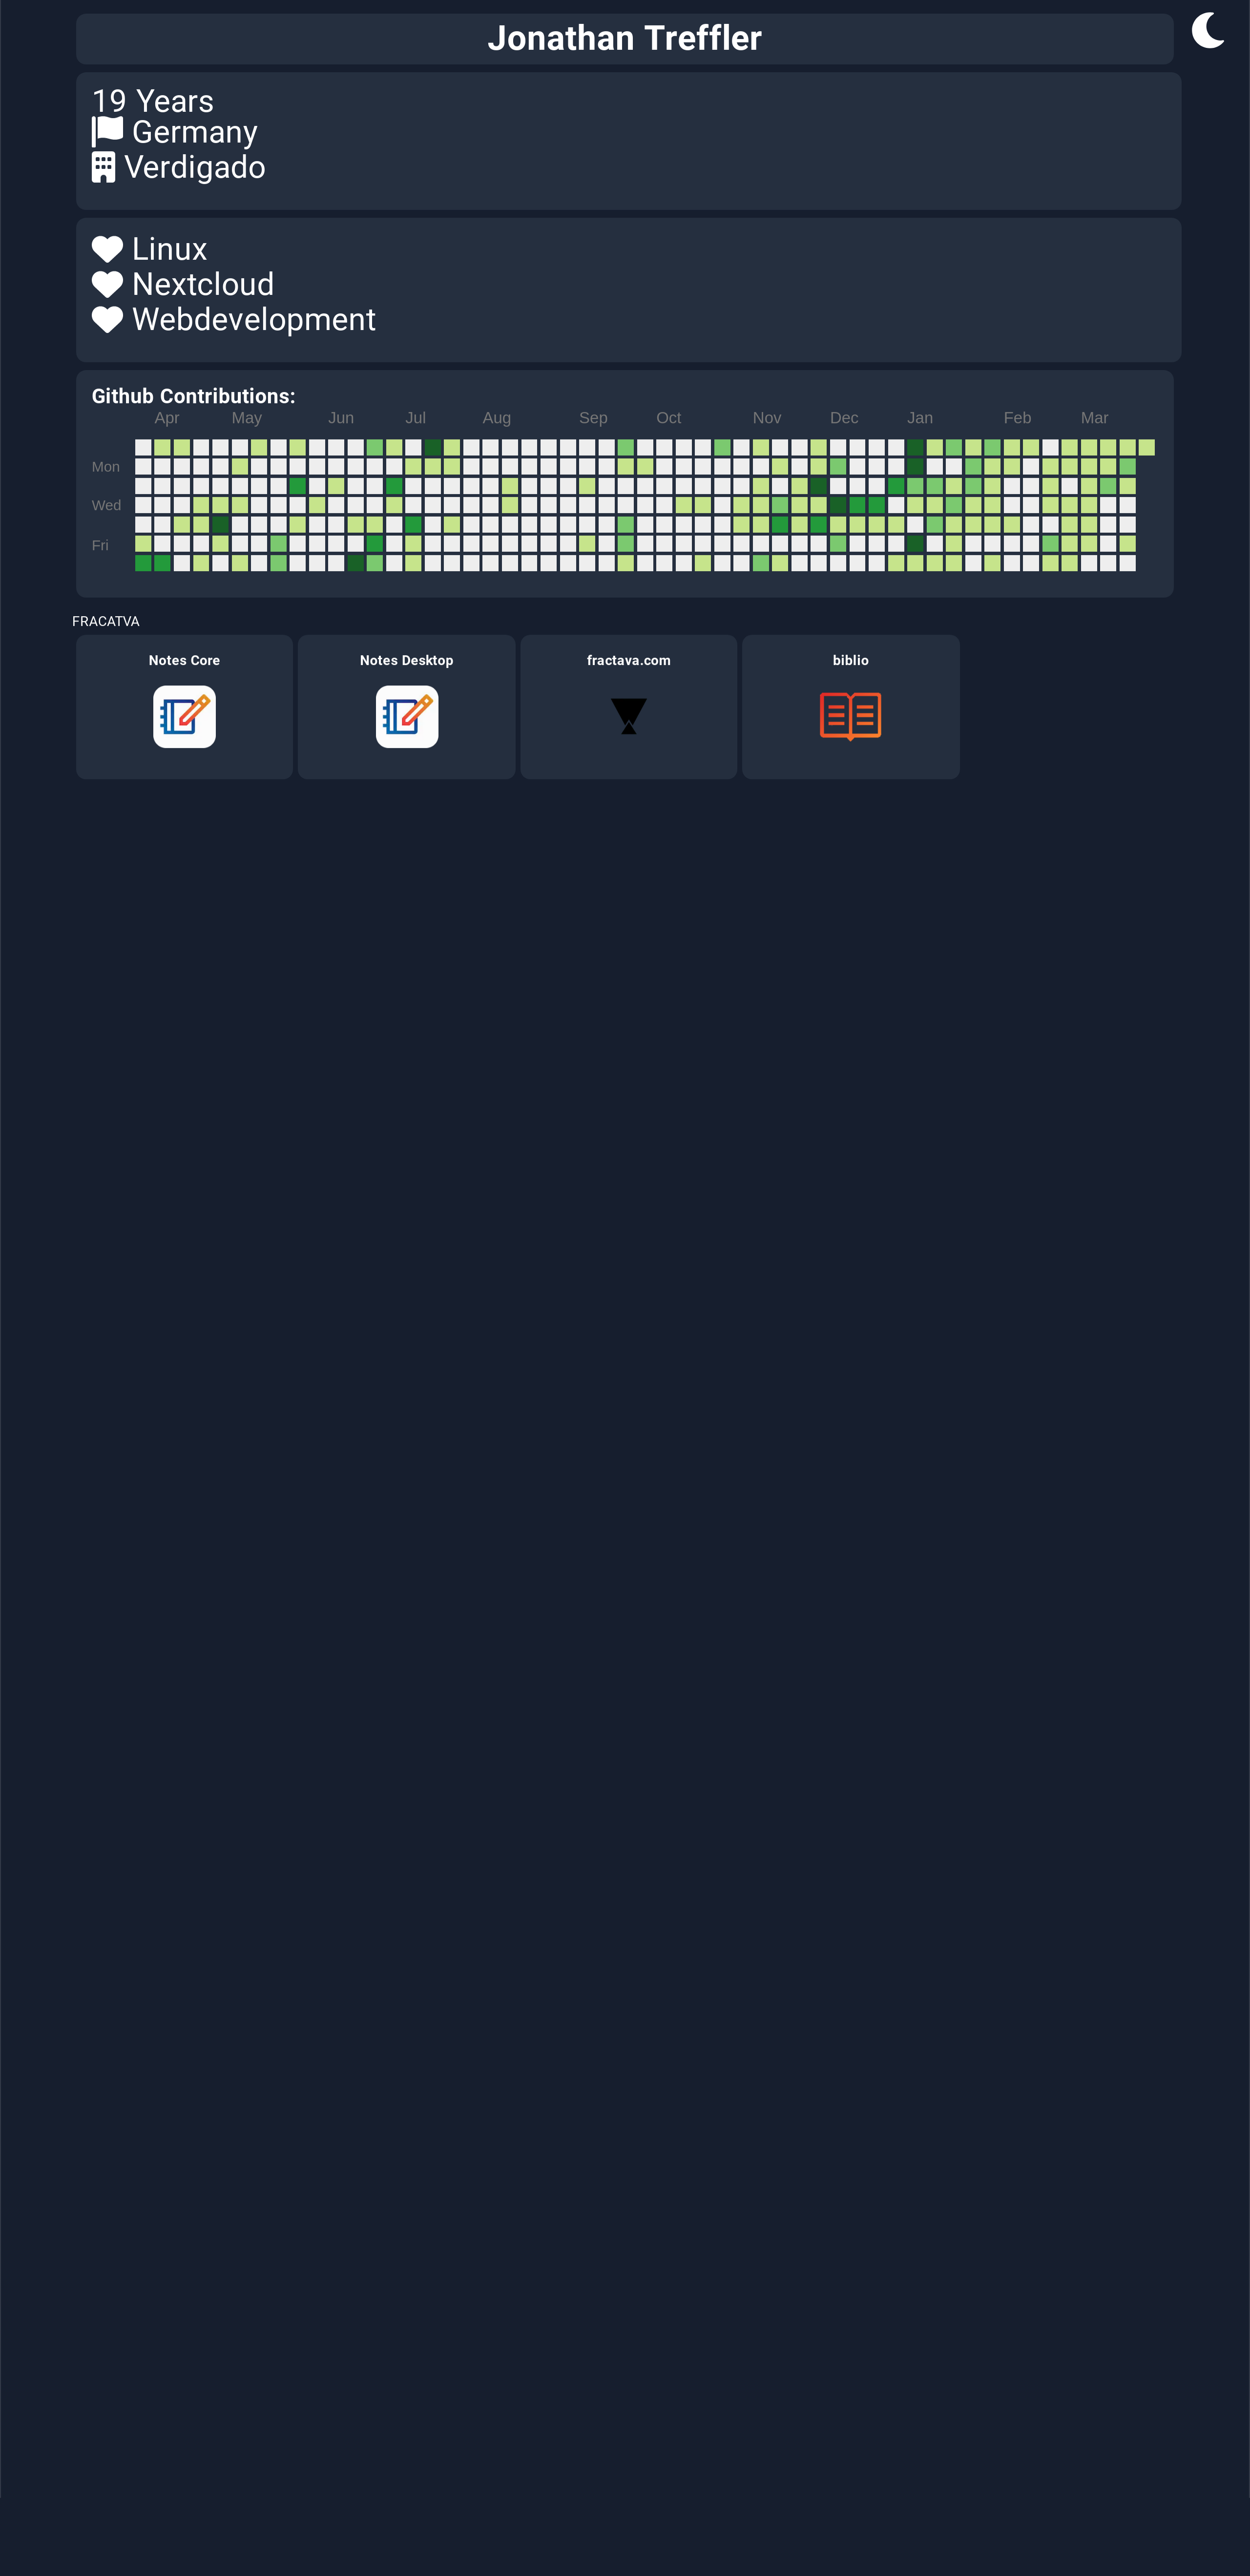 Jonathan Treffler
19 Years
Germany
Verdigado
Linux
Nextcloud
Webdevelopment
Github Contributions:
Apr May Jun Jul Aug Sep Oct Nov Dec Jan Feb Mar
Mon
Wed
Fri
FRACATVA
Notes Core Notes Desktop fractava.com biblio